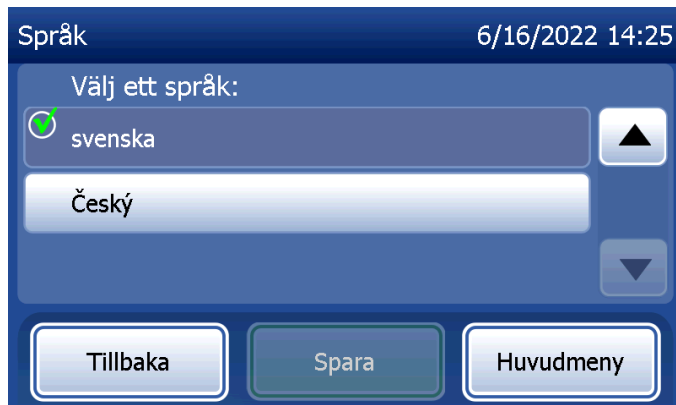 Språk 6/16/2022 14:25
Välj ett språk:
svenska
Český
Tillbaka Spara Huvudmeny